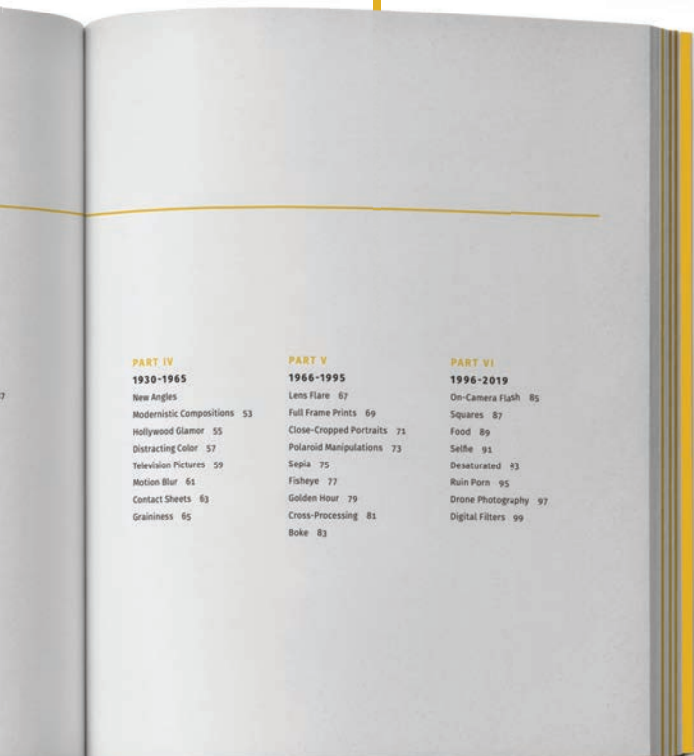 7
PART IV
1930-1965
New Angles
Modernistic Compositions 53
Hollywood Glamor 55
Distracting Color 57
Television Pictures 59
Motion Blur 61
Contact Sheets 63
Graininess 65
PART V
1966-1995
Lens Flare 67
Full Frame Prints 69
Close-Cropped Portraits 71
Polaroid Manipulations 73
Sepia 75
Fisheye 77
Golden Hour 79
Cross-Processing 81
Boke 83
PART VI
1996-2019
On-Camera Flash 85
Squares 87
Food 89
Selfie 91
Desaturated 93
Ruin Porn 95
Drone Photography 97
Digital Filters 99